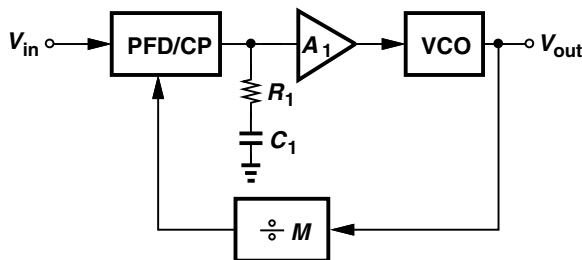 V_in
PFD/CP
A_1
VCO
V_out
R_1
C_1
÷ M